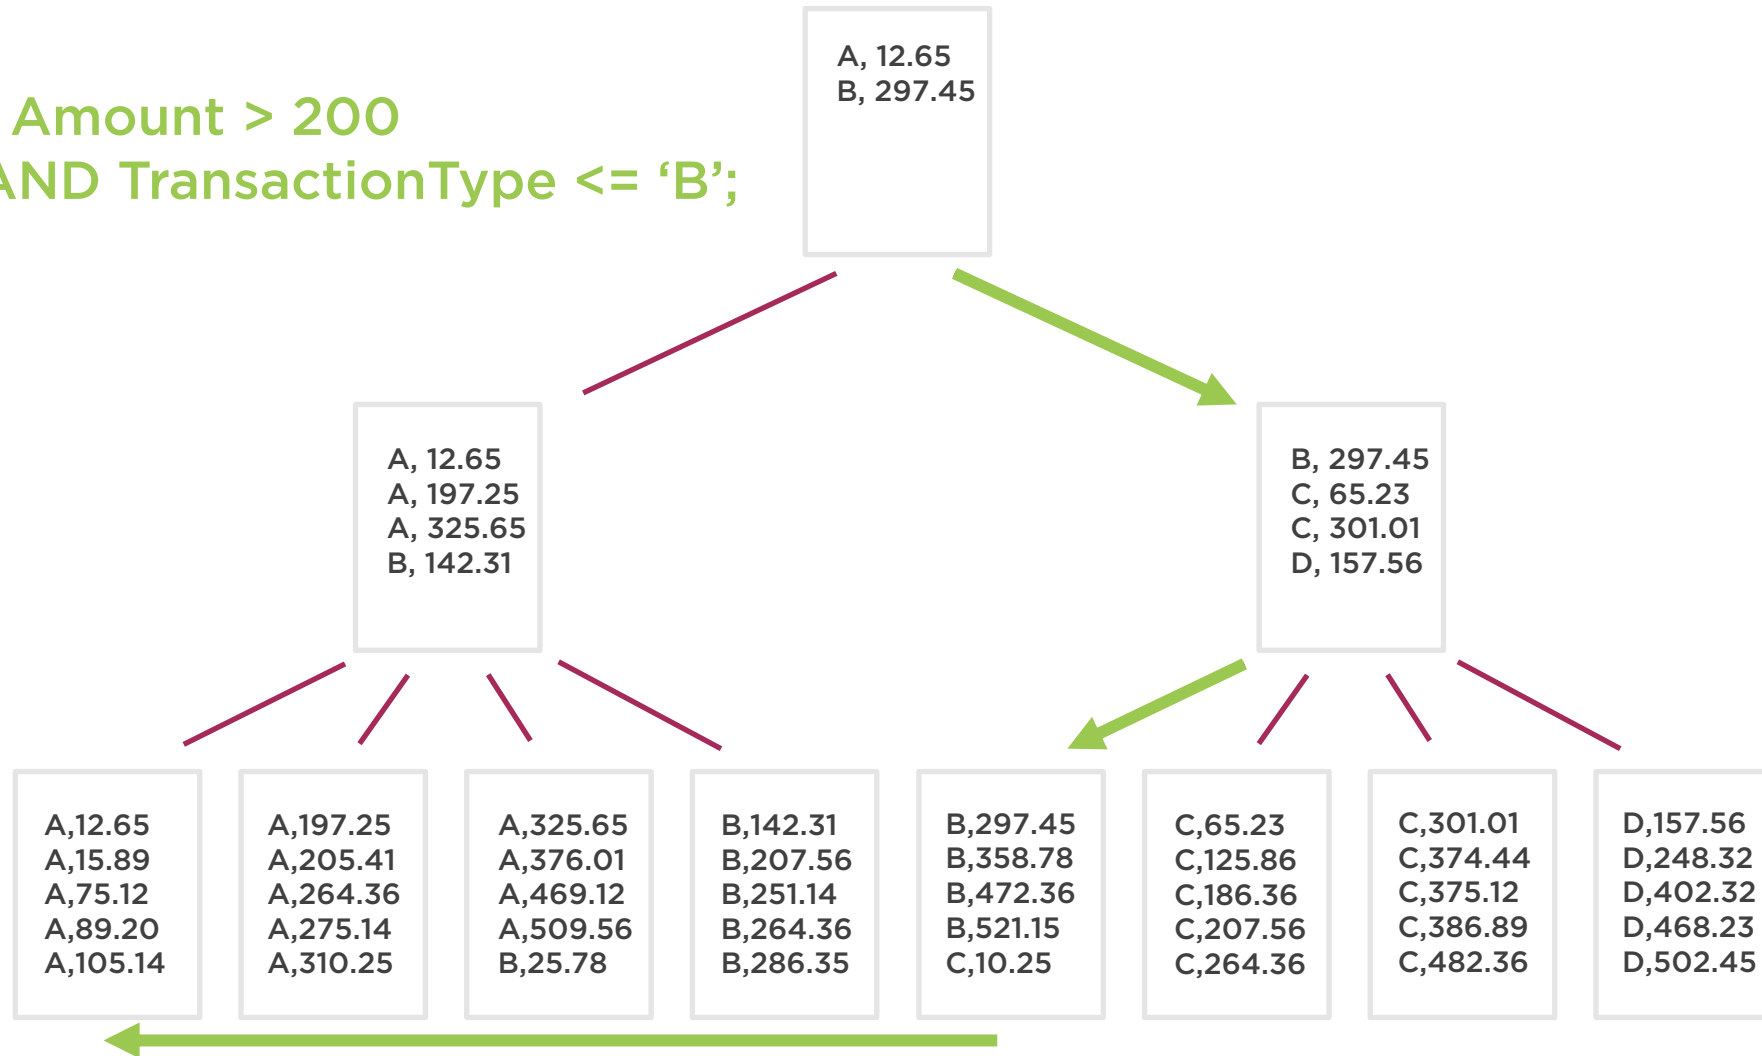 Amount > 200
AND TransactionType <= ‘B’;
A, 12.65
B, 297.45
A, 12.65
A, 197.25
A, 325.65
B, 142.31
B, 297.45
C, 65.23
C, 301.01
D, 157.56
A,12.65
A,15.89
A,75.12
A,89.20
A,105.14
A,197.25
A,205.41
A,264.36
A,275.14
A,310.25
A,325.65
A,376.01
A,469.12
A,509.56
B,25.78
B,142.31
B,207.56
B,251.14
B,264.36
B,286.35
B,297.45
B,358.78
B,472.36
B,521.15
C,10.25
C,65.23
C,125.86
C,186.36
C,207.56
C,264.36
C,301.01
C,374.44
C,375.12
C,386.89
C,482.36
D,157.56
D,248.32
D,402.32
D,468.23
D,502.45